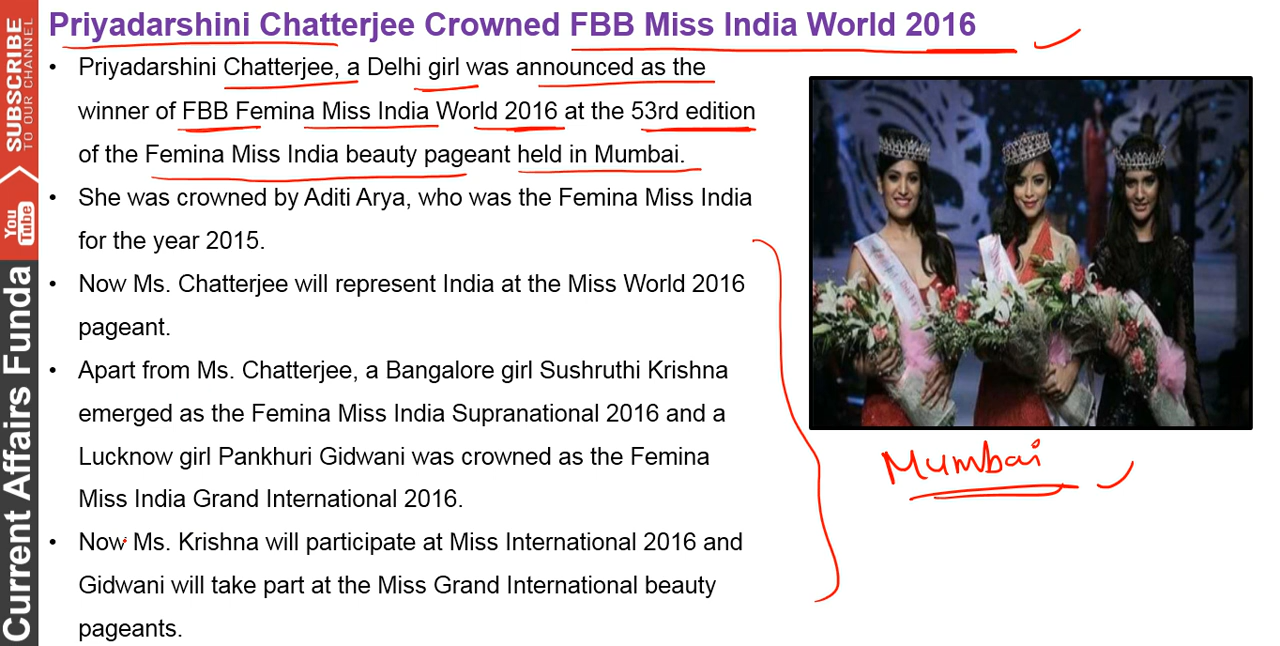 Priyadarshini Chatterjee Crowned FBB Miss India World 2016
• Priyadarshini Chatterjee, a Delhi girl was announced as the
winner of FBB Femina Miss India World 2016 at the 53rd edition
of the Femina Miss India beauty pageant held in Mumbai.
• She was crowned by Aditi Arya, who was the Femina Miss India
for the year 2015.
• Now Ms. Chatterjee will represent India at the Miss World 2016
pageant.
• Apart from Ms. Chatterjee, a Bangalore girl Sushruthi Krishna
emerged as the Femina Miss India Supranational 2016 and a
Lucknow girl Pankhuri Gidwani was crowned as the Femina
Miss India Grand International 2016.
• Now Ms. Krishna will participate at Miss International 2016 and
Gidwani will take part at the Miss Grand International beauty
pageants.
Mumbai
SUBSCRIBE
TO OUR CHANNEL
YouTube
Current Affairs Funda